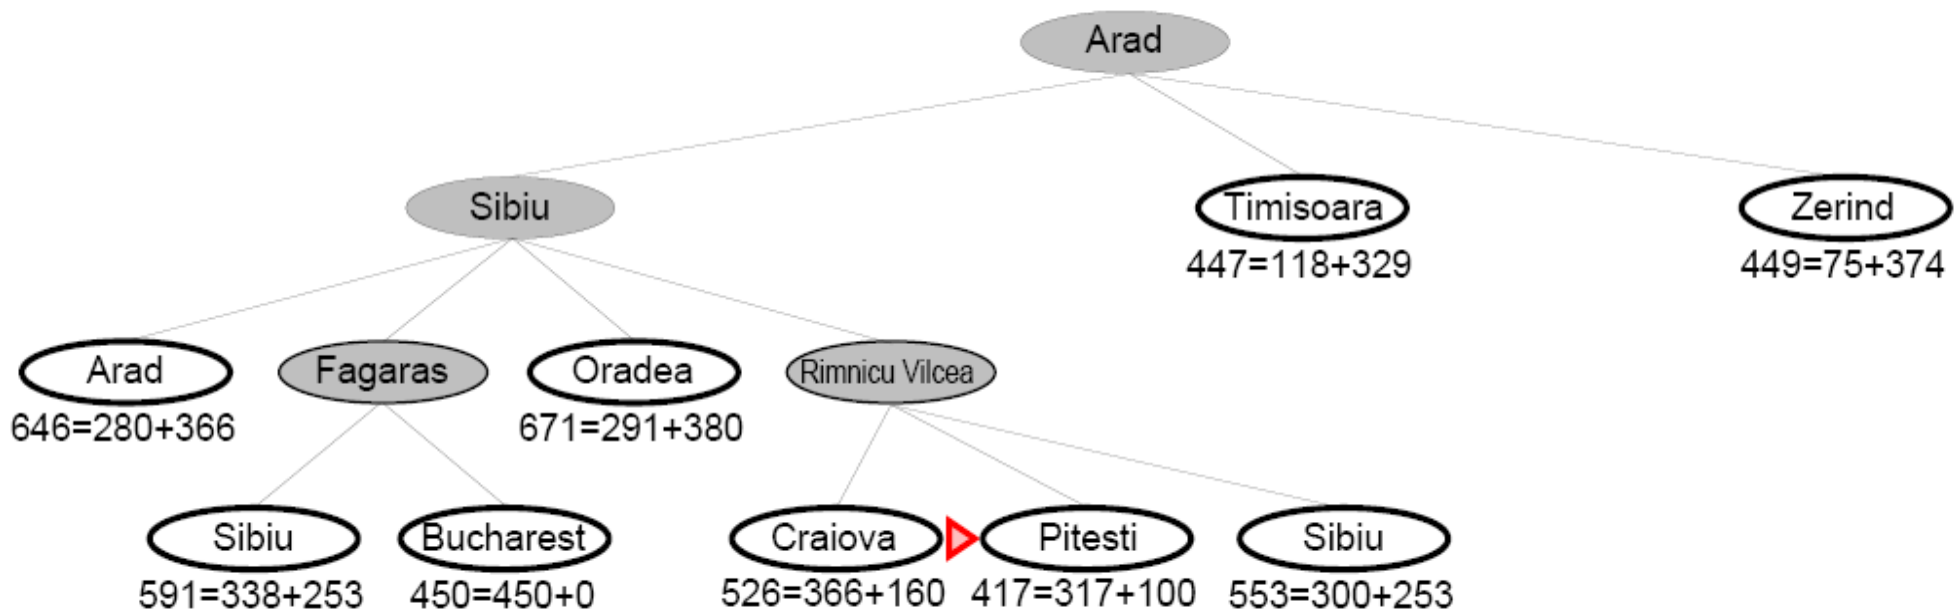 Arad
Sibiu
Timisoara
Zerind
447=118+329
449=75+374
Arad
Fagaras
Oradea
Rimnicu Vilcea
646=280+366
671=291+380
Sibiu
Bucharest
Craiova
Pitesti
Sibiu
591=338+253
450=450+0
526=366+160
417=317+100
553=300+253